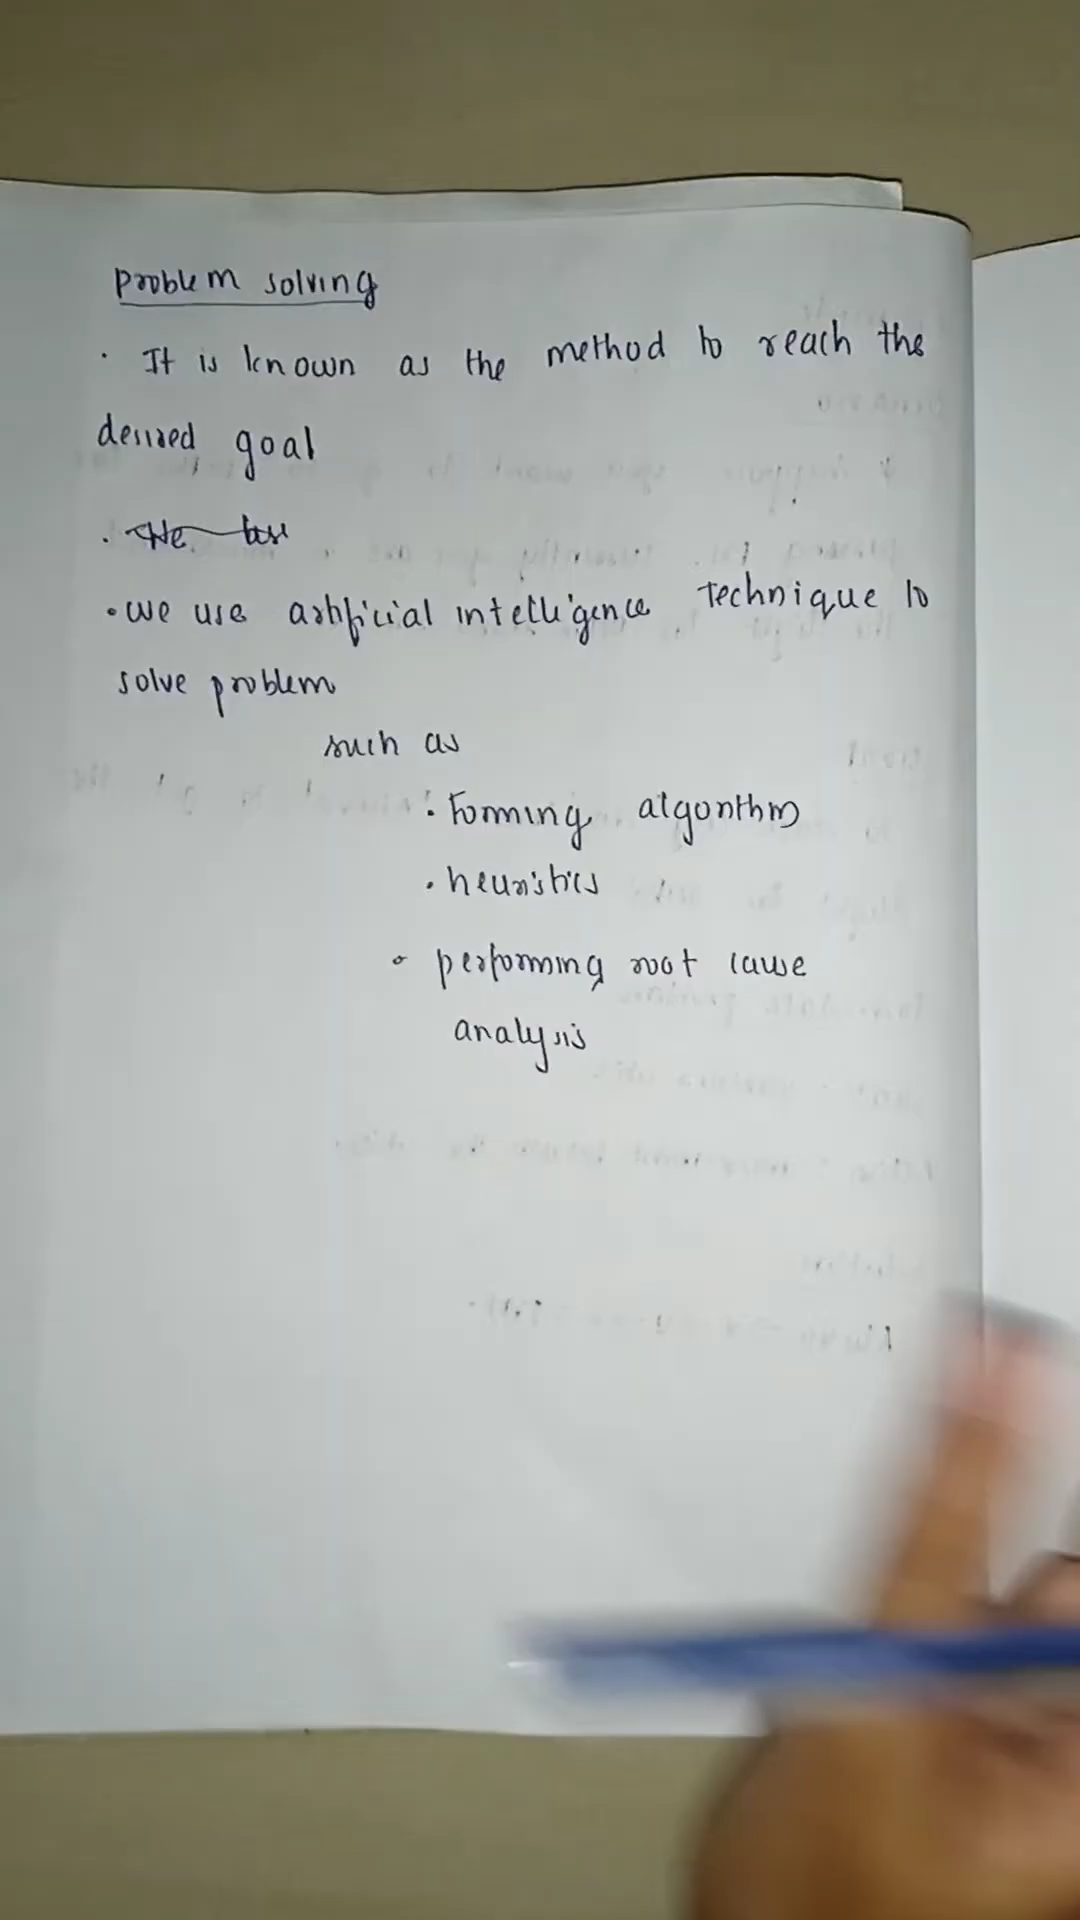 problem solving
· It is known as the method to reach the
desired goal
· The
· we use artificial intelligence technique to
solve problem
such as
· Forming algorithm
· heuristics
· performing root cause
analysis